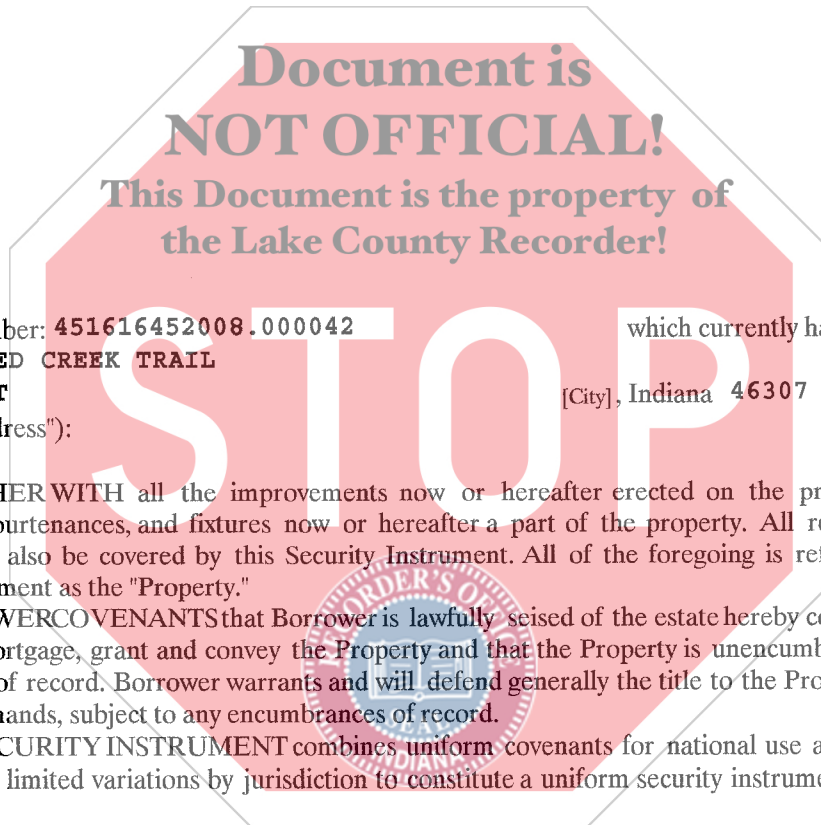 Document is
NOT OFFICIAL!
This Document is the property of
the Lake County Recorder!
ber: 451616452008.000042 which currently ha
ED CREEK TRAIL
T [City], Indiana 46307
dress"):
STOP
HER WITH all the improvements now or hereafter erected on the pr
purtenances, and fixtures now or hereafter a part of the property. All r
also be covered by this Security Instrument. All of the foregoing is ref
ment as the "Property."
WERCOVENANTS that Borrower is lawfully seised of the estate hereby co
ortgage, grant and convey the Property and that the Property is unencumb
of record. Borrower warrants and will defend generally the title to the Pro
nands, subject to any encumbrances of record.
CURITY INSTRUMENT combines uniform covenants for national use a
limited variations by jurisdiction to constitute a uniform security instrume
RECORDER'S OFFICE
SEAL
INDIANA